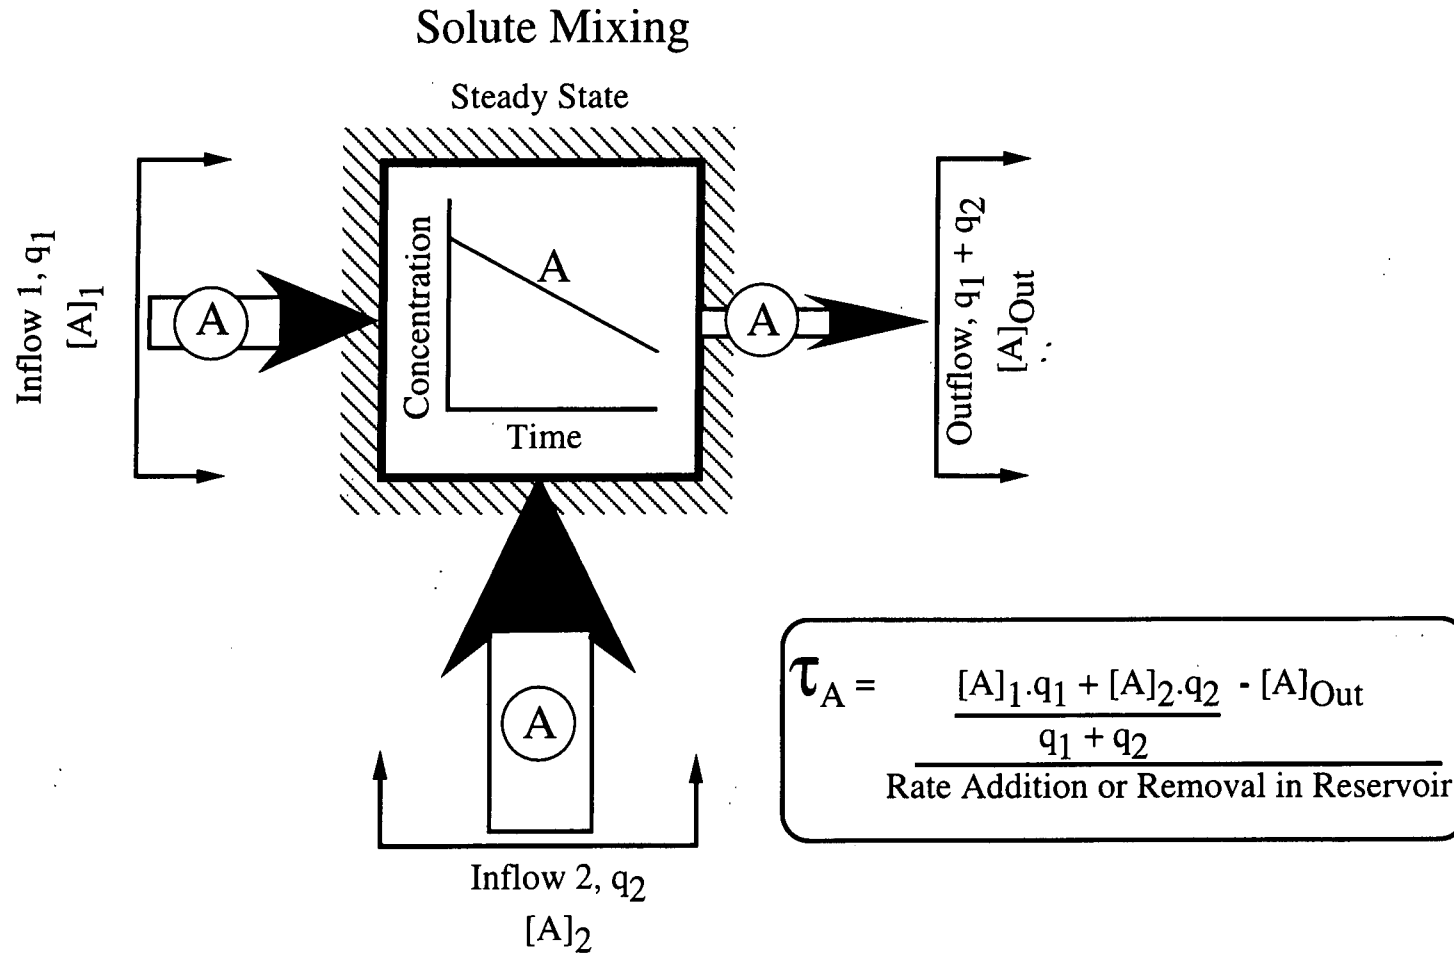 Solute Mixing
Steady State
Inflow 1, q1
[A]1
A
Concentration
A
Time
A
Outflow, q1 + q2
[A]Out
A
Inflow 2, q2
[A]2
τA = [A]1.q1 + [A]2.q2 - [A]Out
q1 + q2
Rate Addition or Removal in Reservoir